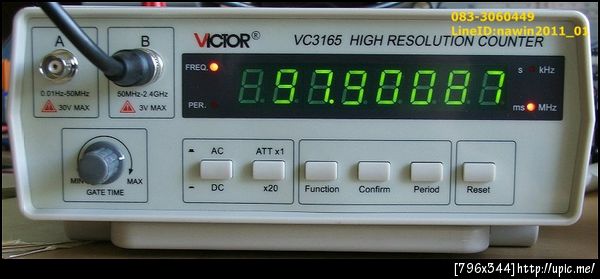 083-3060449
LineID:nawin2011_01
VICTOR®
VC3165 HIGH RESOLUTION COUNTER
A
B
0.01Hz-50MHz
50MHz-2.4GHz
30V MAX
3V MAX
FREQ.
PER.
97.90087
s
kHz
ms
MHz
MIN
MAX
GATE TIME
AC
DC
ATT x1
x20
Function
Confirm
Period
Reset
[796x344]http://upic.me/